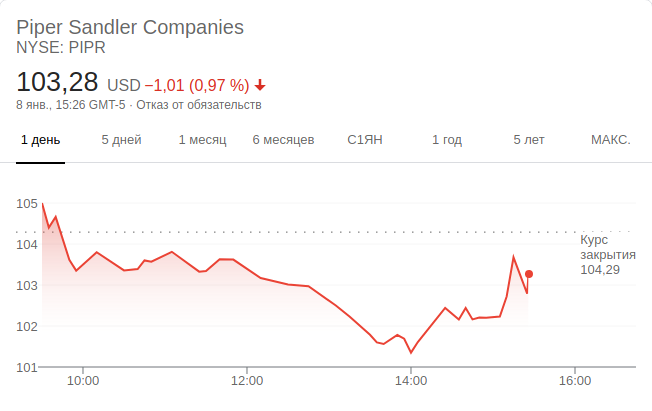 Piper Sandler Companies
NYSE: PIPR
103,28 USD −1,01 (0,97 %)
8 янв., 15:26 GMT-5 · Отказ от обязательств
1 день 5 дней 1 месяц 6 месяцев С1ЯН 1 год 5 лет МАКС.
105
104
103
102
101
Курс
закрытия
104,29
10:00 12:00 14:00 16:00